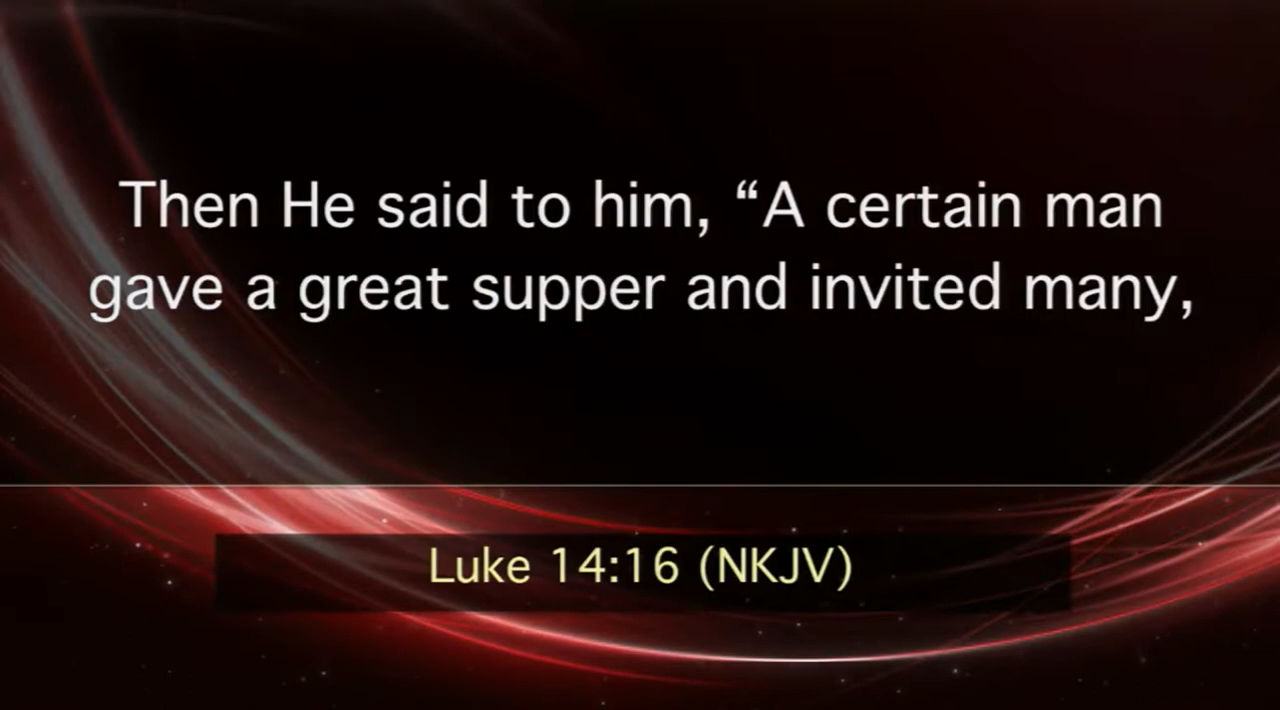 Then He said to him, “A certain man
gave a great supper and invited many,
Luke 14:16 (NKJV)